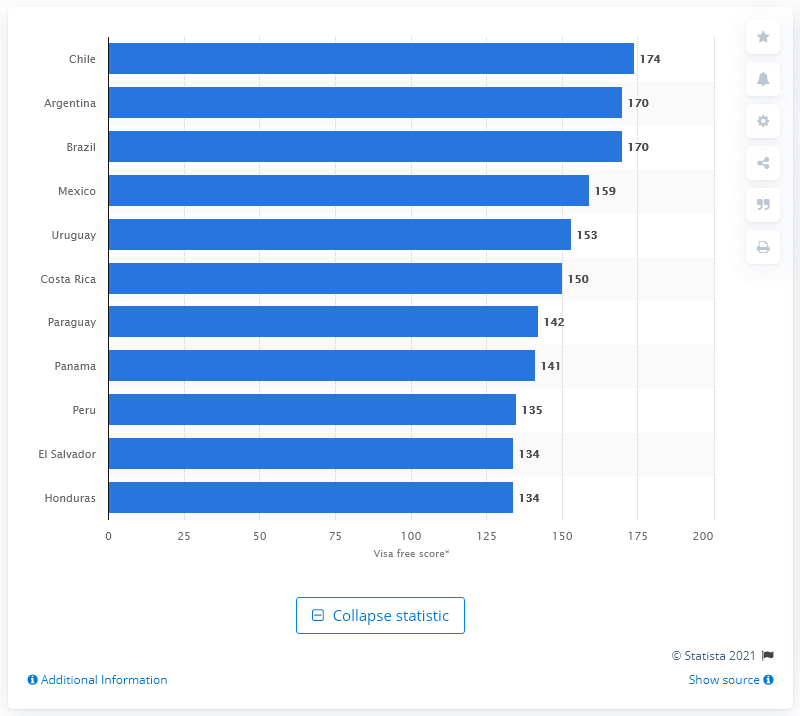 Chile 174
Argentina 170
Brazil 170
Mexico 159
Uruguay 153
Costa Rica 150
Paraguay 142
Panama 141
Peru 135
El Salvador 134
Honduras 134
0 25 50 75 100 125 150 175 200
Visa free score*
Collapse statistic
© Statista 2021
Additional Information
Show source